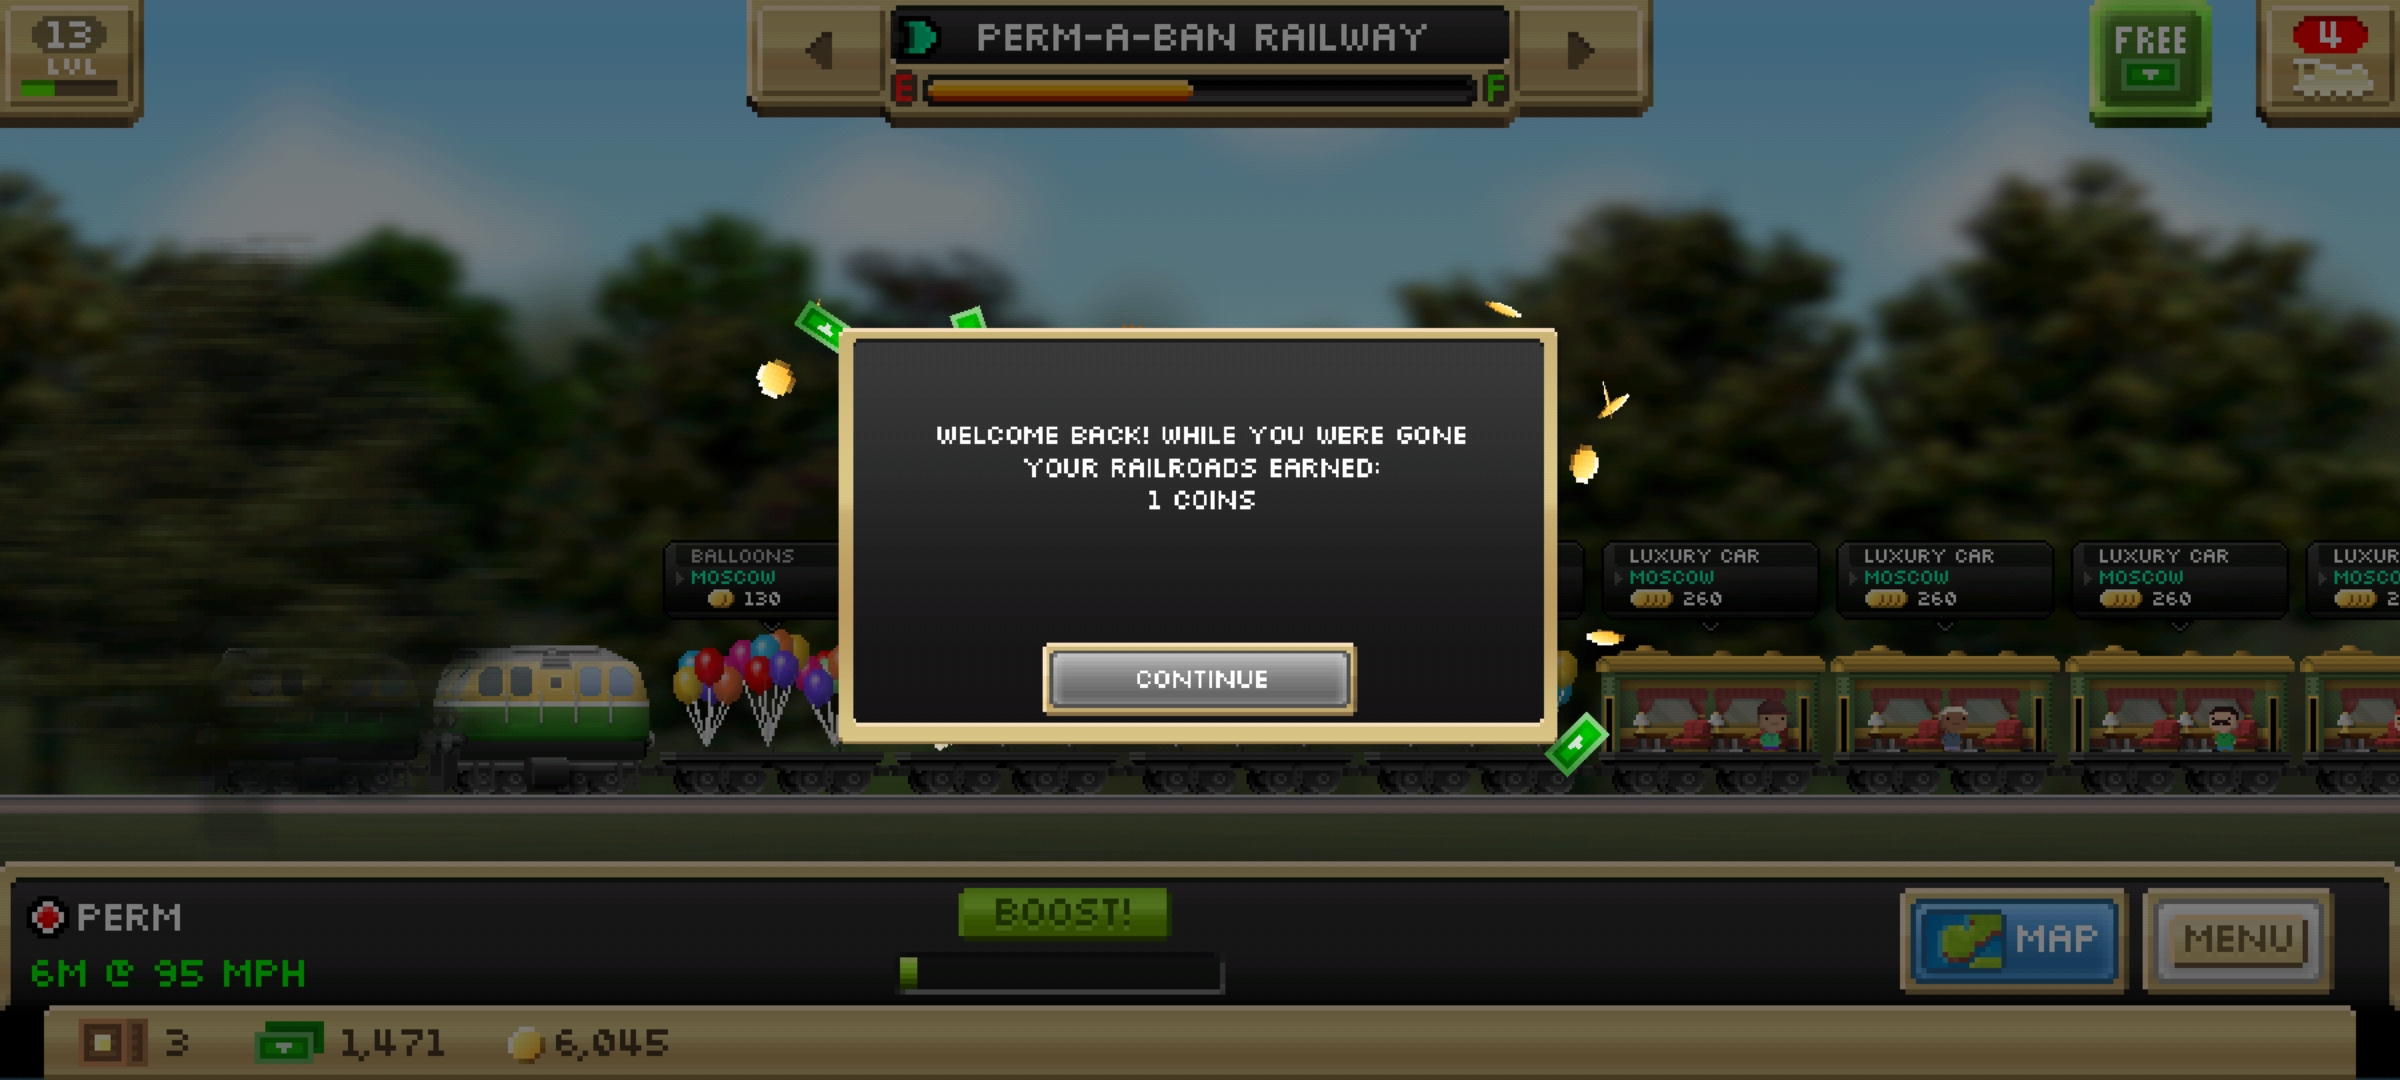 13
LVL
PERM-A-BAN RAILWAY
E
F
FREE
4
WELCOME BACK! WHILE YOU WERE GONE
YOUR RAILROADS EARNED:
1 COINS
CONTINUE
BALLOONS
MOSCOW
130
LUXURY CAR
MOSCOW
260
LUXURY CAR
MOSCOW
260
LUXURY CAR
MOSCOW
260
PERM
6M @ 95 MPH
BOOST!
MAP
MENU
3
1,471
6,045